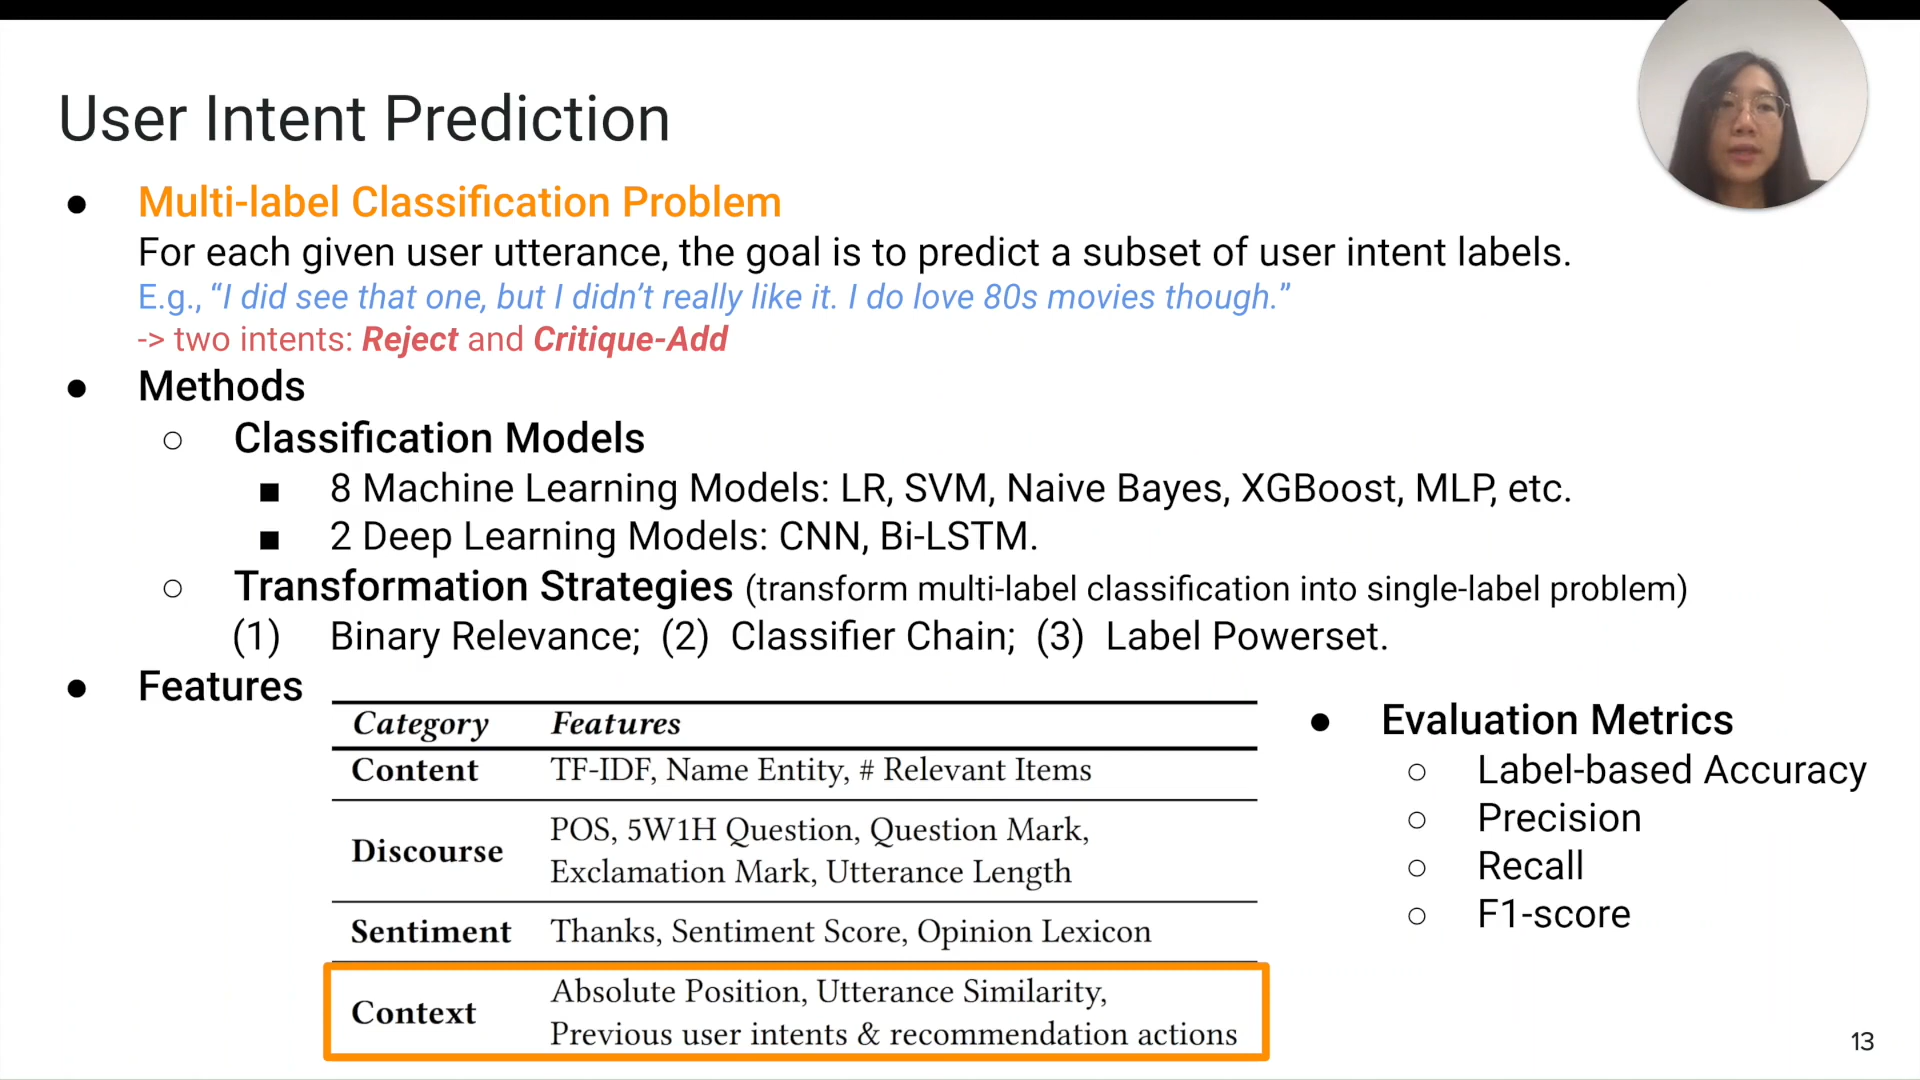 User Intent Prediction
● Multi-label Classification Problem
For each given user utterance, the goal is to predict a subset of user intent labels.
E.g., “I did see that one, but I didn’t really like it. I do love 80s movies though.”
-> two intents: Reject and Critique-Add
● Methods
○ Classification Models
■ 8 Machine Learning Models: LR, SVM, Naive Bayes, XGBoost, MLP, etc.
■ 2 Deep Learning Models: CNN, Bi-LSTM.
○ Transformation Strategies (transform multi-label classification into single-label problem)
(1) Binary Relevance; (2) Classifier Chain; (3) Label Powerset.
● Features
Category Features
Content TF-IDF, Name Entity, # Relevant Items
Discourse POS, 5W1H Question, Question Mark,
Exclamation Mark, Utterance Length
Sentiment Thanks, Sentiment Score, Opinion Lexicon
Context Absolute Position, Utterance Similarity,
Previous user intents & recommendation actions
● Evaluation Metrics
○ Label-based Accuracy
○ Precision
○ Recall
○ F1-score
13